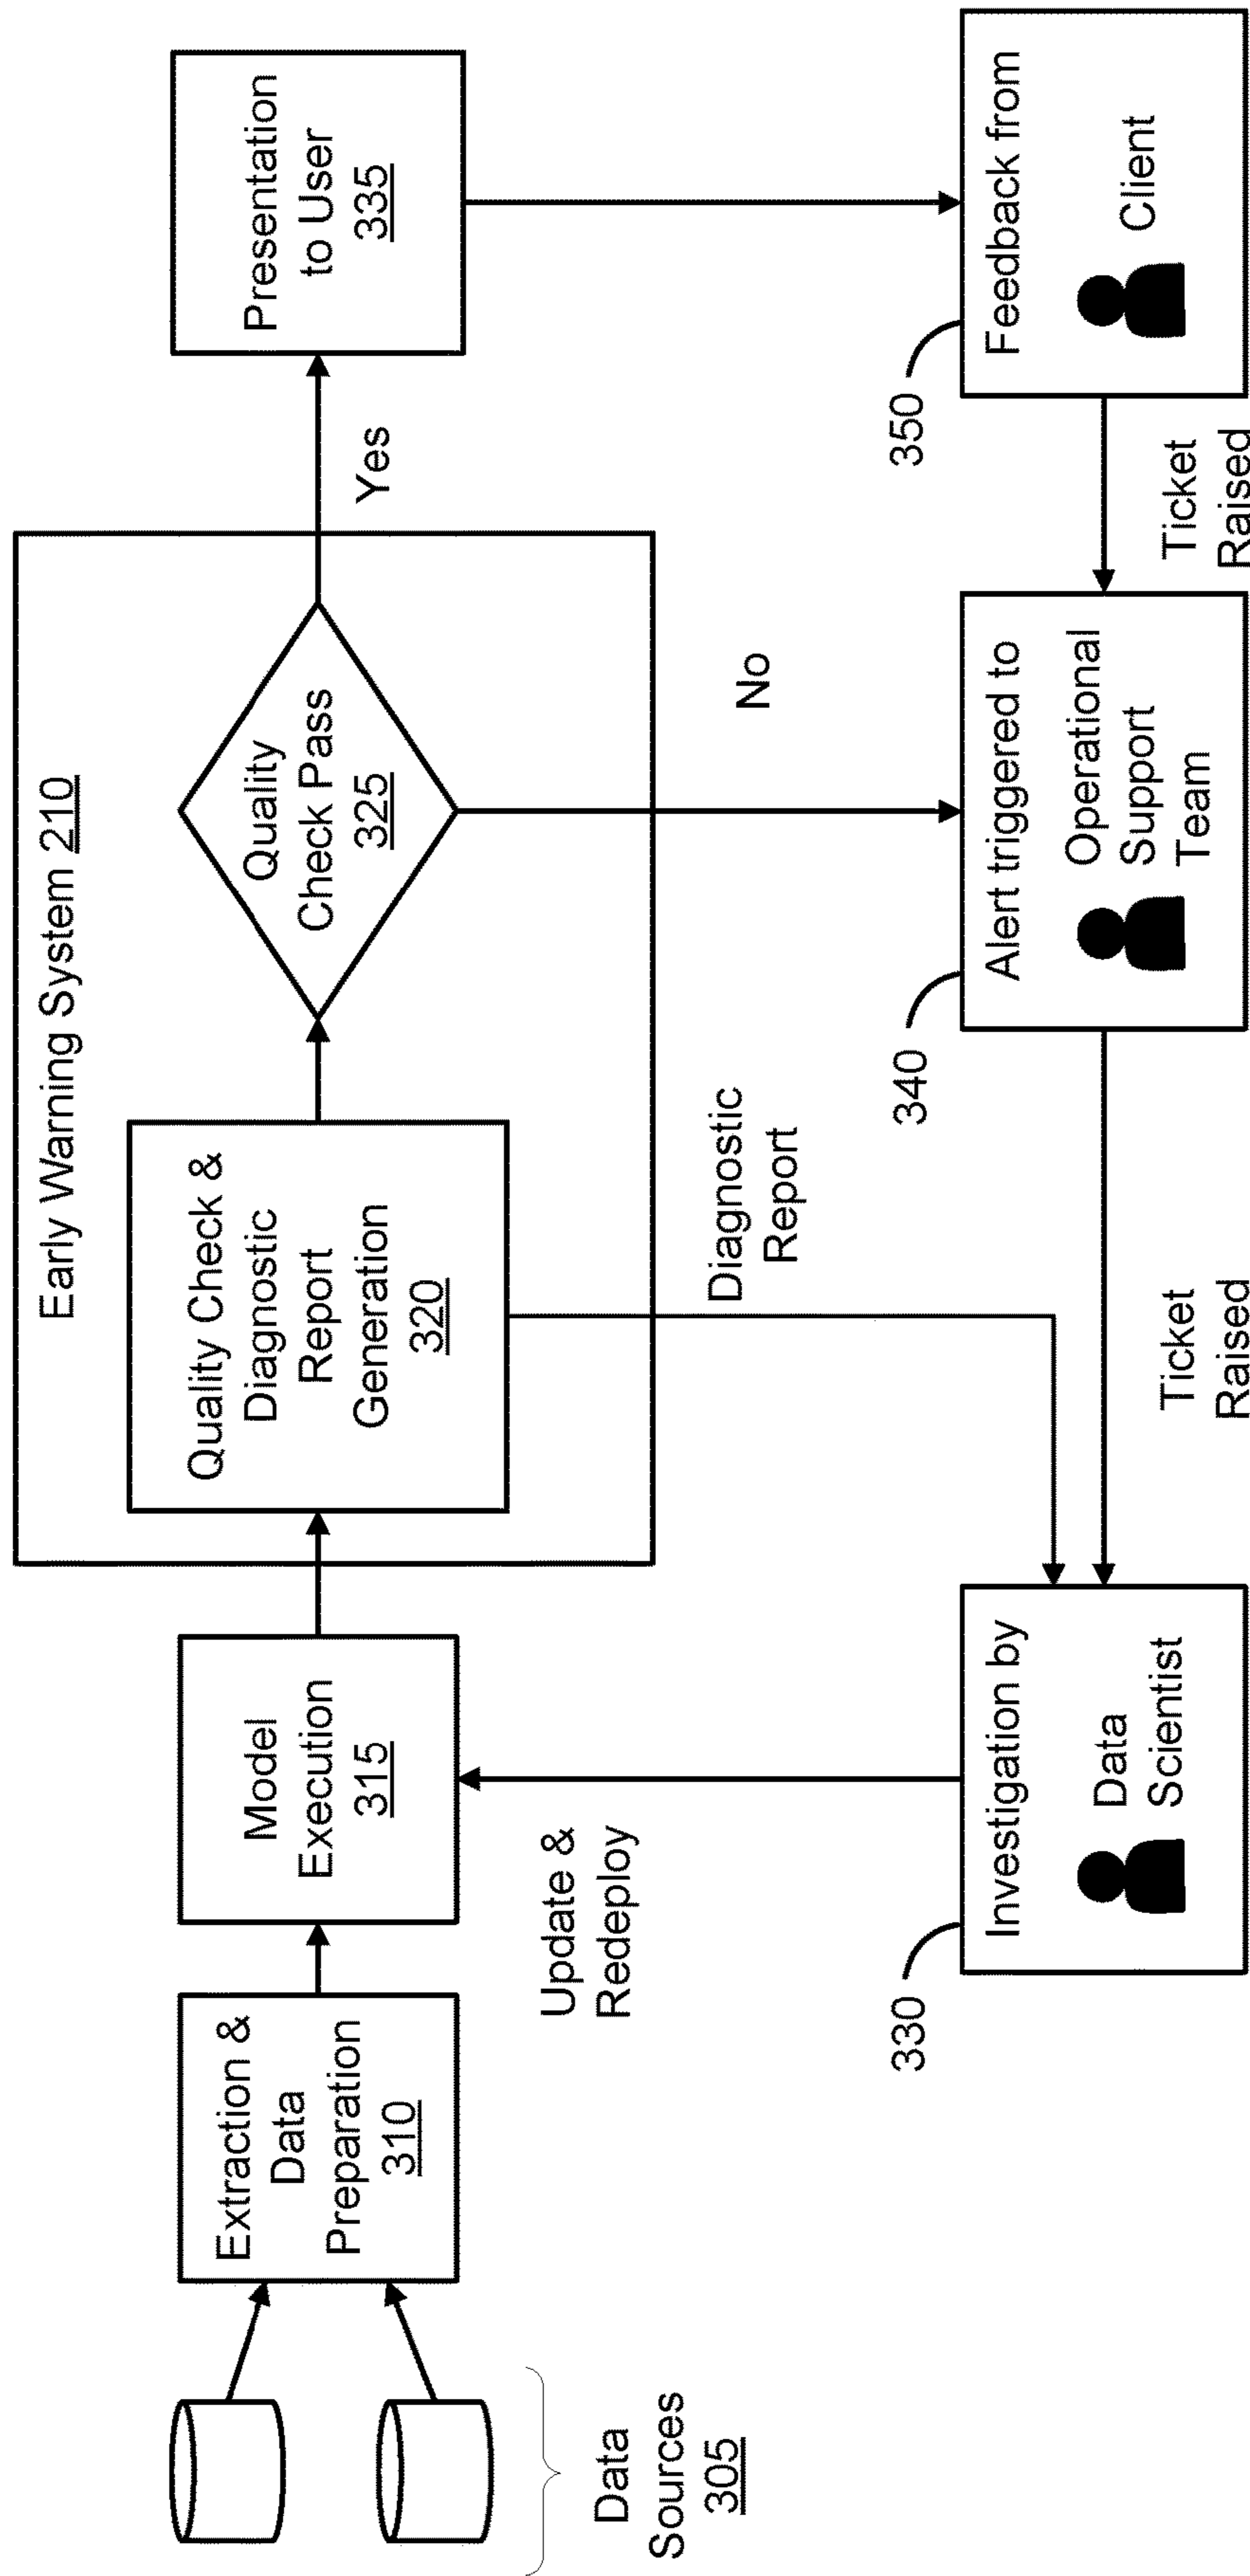 Early Warning System 210
Data
Sources
305
Extraction &
Data
Preparation
310
Model
Execution
315
Quality Check &
Diagnostic
Report
Generation
320
Quality
Check Pass
325
Yes
Presentation
to User
335
Update &
Redeploy
Diagnostic
Report
No
330
Investigation by
Data
Scientist
Ticket
Raised
340
Alert triggered to
Operational
Support
Team
Ticket
Raised
350
Feedback from
Client